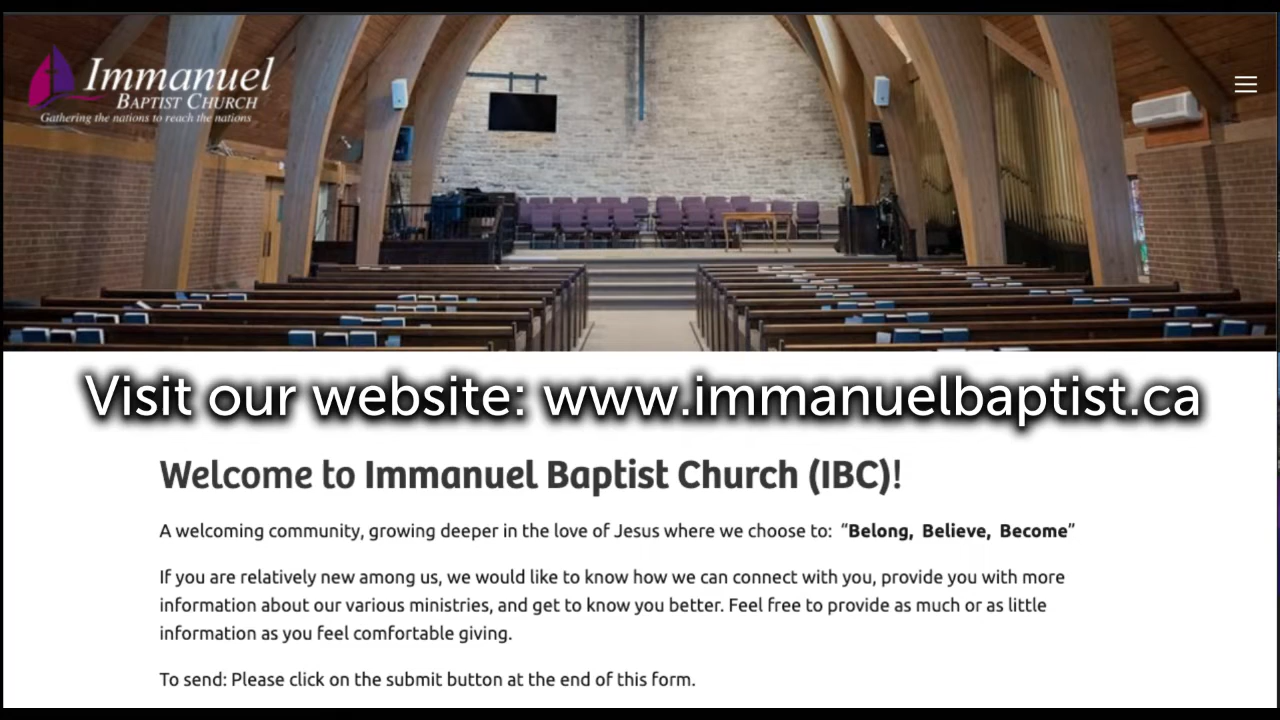 Immanuel
BAPTIST CHURCH
Gathering the nations to reach the nations
Visit our website: www.immanuelbaptist.ca
Welcome to Immanuel Baptist Church (IBC)!
A welcoming community, growing deeper in the love of Jesus where we choose to: “Belong, Believe, Become”
If you are relatively new among us, we would like to know how we can connect with you, provide you with more
information about our various ministries, and get to know you better. Feel free to provide as much or as little
information as you feel comfortable giving.
To send: Please click on the submit button at the end of this form.